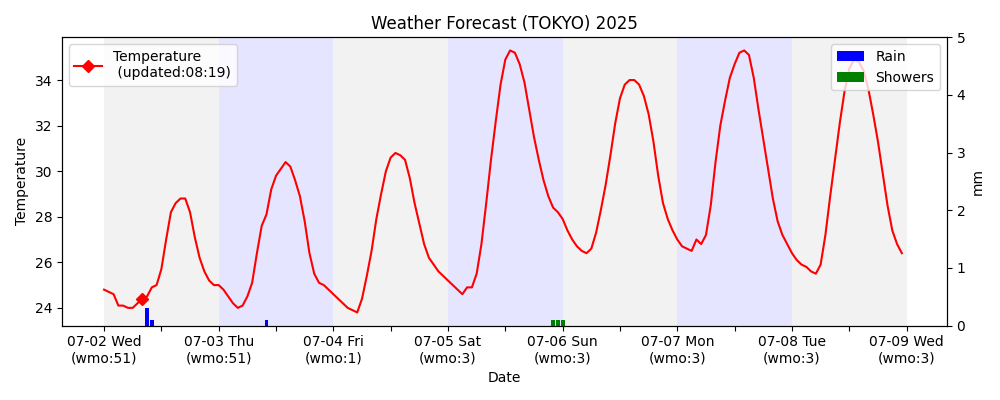 Weather Forecast (TOKYO) 2025
Temperature
(updated:08:19)
Rain
Showers
Temperature
34
32
30
28
26
24
5
4
3
2
1
0
mm
07-02 Wed
(wmo:51)
07-03 Thu
(wmo:51)
07-04 Fri
(wmo:1)
07-05 Sat
(wmo:3)
07-06 Sun
(wmo:3)
07-07 Mon
(wmo:3)
07-08 Tue
(wmo:3)
07-09 Wed
(wmo:3)
Date